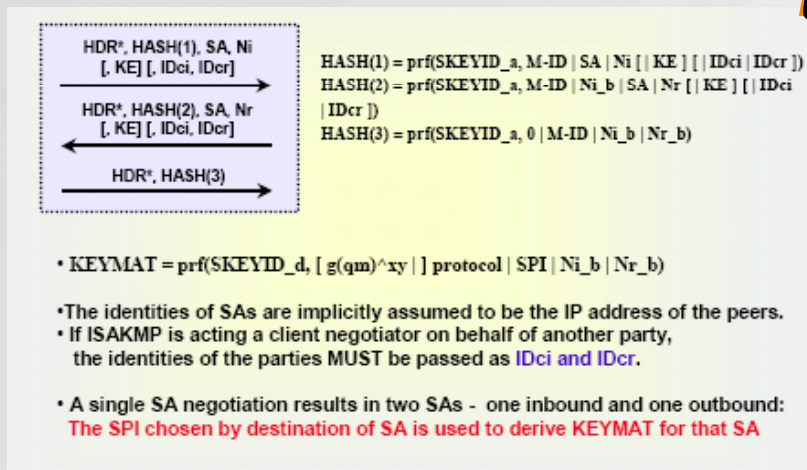 HDR*, HASH(1), SA, Ni
[, KE] [, IDci, IDcr]
HDR*, HASH(2), SA, Nr
[, KE] [, IDci, IDcr]
HDR*, HASH(3)
HASH(1) = prf(SKEYID_a, M-ID | SA | Ni [ | KE ] [ | IDci | IDcr ])
HASH(2) = prf(SKEYID_a, M-ID | Ni_b | SA | Nr [ | KE ] [ | IDci
| IDcr ])
HASH(3) = prf(SKEYID_a, 0 | M-ID | Ni_b | Nr_b)
• KEYMAT = prf(SKEYID_d, [ g(qm)^xy | ] protocol | SPI | Ni_b | Nr_b)
•The identities of SAs are implicitly assumed to be the IP address of the peers.
• If ISAKMP is acting a client negotiator on behalf of another party,
the identities of the parties MUST be passed as IDci and IDcr.
• A single SA negotiation results in two SAs - one inbound and one outbound:
The SPI chosen by destination of SA is used to derive KEYMAT for that SA